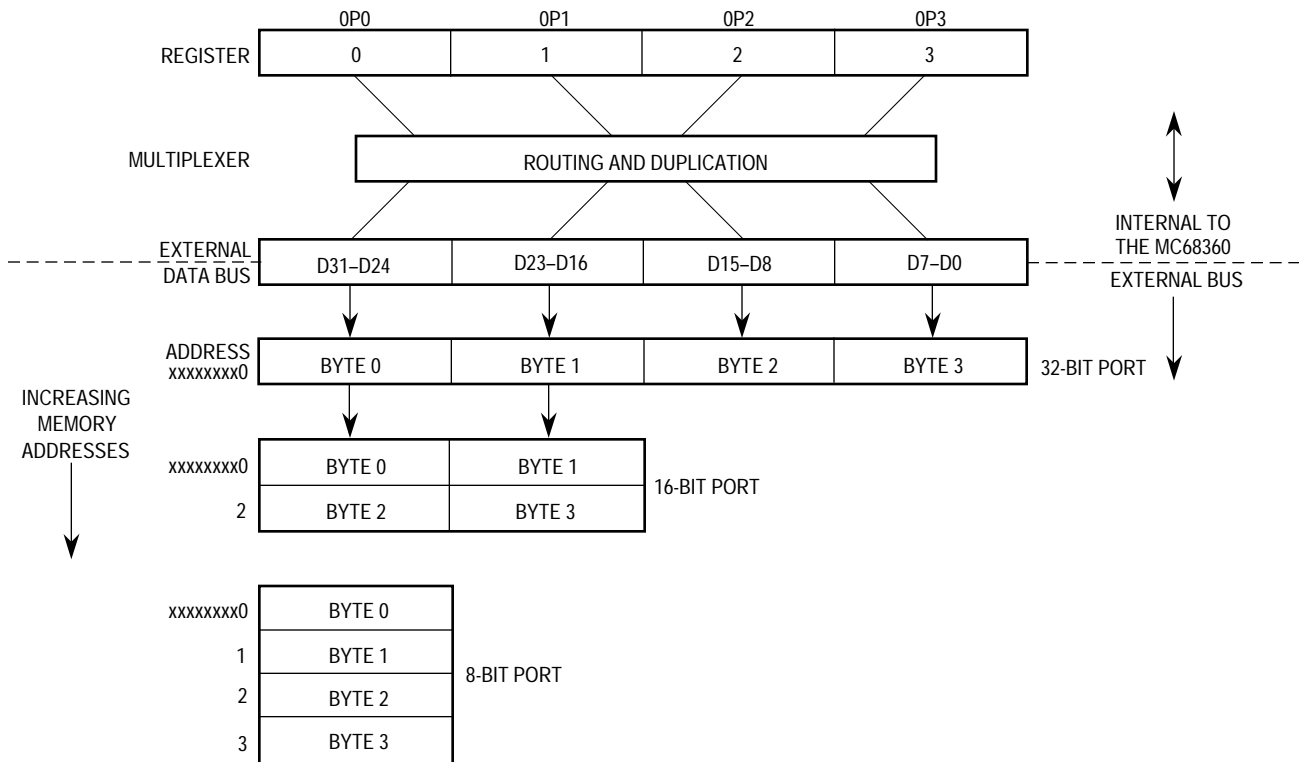 0P0 0P1 0P2 0P3
REGISTER 0 1 2 3
MULTIPLEXER ROUTING AND DUPLICATION
INTERNAL TO
THE MC68360
EXTERNAL
DATA BUS
D31–D24 D23–D16 D15–D8 D7–D0
EXTERNAL BUS
ADDRESS
xxxxxxxx0
BYTE 0 BYTE 1 BYTE 2 BYTE 3 32-BIT PORT
INCREASING
MEMORY
ADDRESSES
xxxxxxxx0 BYTE 0 BYTE 1
16-BIT PORT
2 BYTE 2 BYTE 3
xxxxxxxx0 BYTE 0
1 BYTE 1
8-BIT PORT
2 BYTE 2
3 BYTE 3